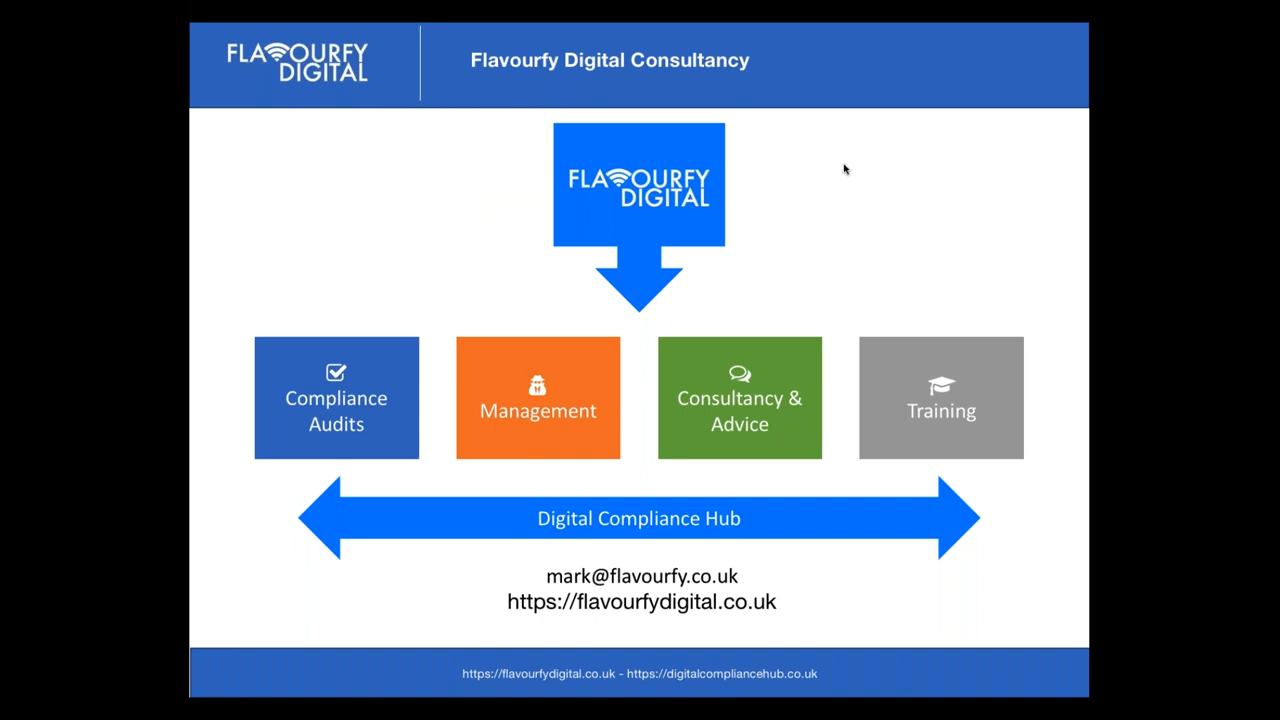 FLAVOURFY
DIGITAL
Flavourfy Digital Consultancy
FLAVOURFY
DIGITAL
Compliance
Audits
Management
Consultancy &
Advice
Training
Digital Compliance Hub
mark@flavourfy.co.uk
https://flavourfydigital.co.uk
https://flavourfydigital.co.uk - https://digitalcompliancehub.co.uk